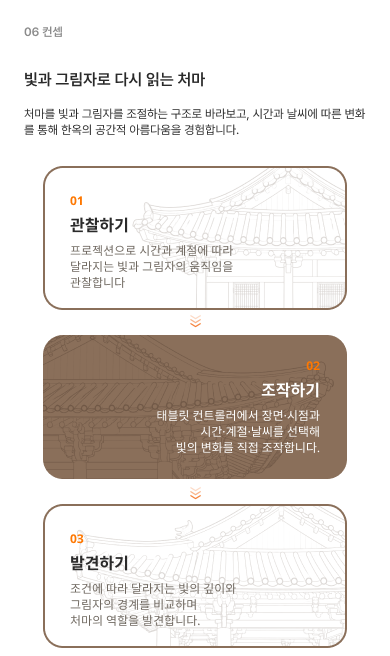 06 컨셉
빛과 그림자로 다시 읽는 처마
처마를 빛과 그림자를 조절하는 구조로 바라보고, 시간과 날씨에 따른 변화
를 통해 한옥의 공간적 아름다움을 경험합니다.
01
관찰하기
프로젝션으로 시간과 계절에 따라
달라지는 빛과 그림자의 움직임을
관찰합니다
02
조작하기
태블릿 컨트롤러에서 장면·시점과
시간·계절·날씨를 선택해
빛의 변화를 직접 조작합니다.
03
발견하기
조건에 따라 달라지는 빛의 깊이와
그림자의 경계를 비교하며
처마의 역할을 발견합니다.